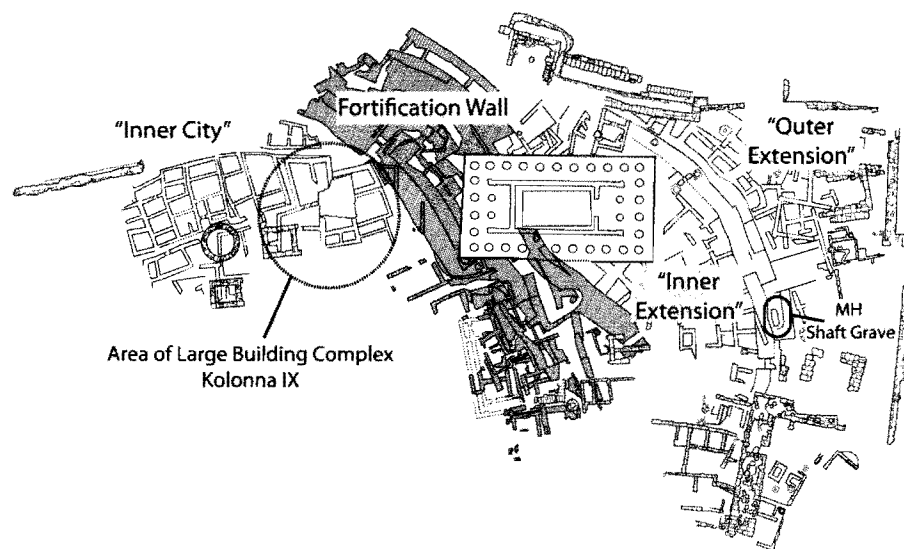 Fortification Wall
"Inner City"
"Outer
Extension"
"Inner
Extension"
MH
Shaft Grave
Area of Large Building Complex
Kolonna IX